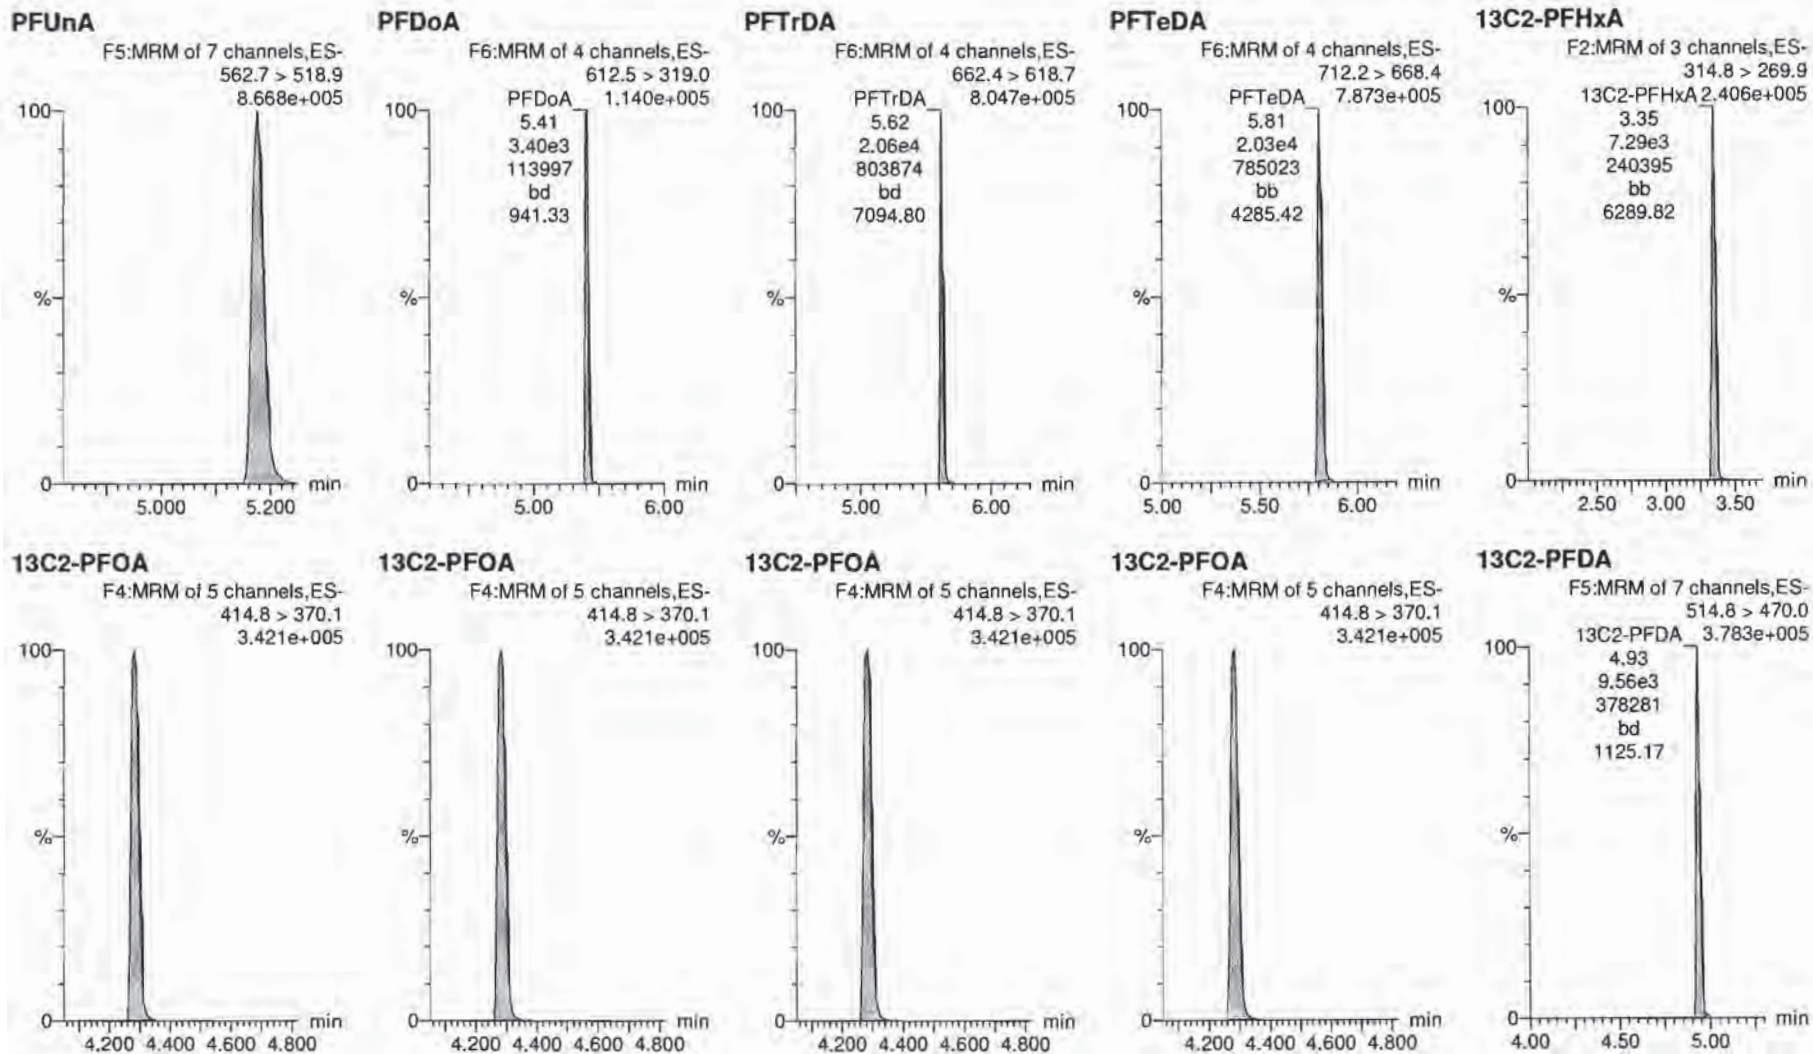 PFUnA
F5:MRM of 7 channels,ES-
562.7 > 518.9
8.668e+005
100
%
0
min
5.000 5.200
PFDoA
F6:MRM of 4 channels,ES-
612.5 > 319.0
PFDoA 1.140e+005
100
5.41
3.40e3
113997
bd
941.33
%
0
min
5.00 6.00
PFTrDA
F6:MRM of 4 channels,ES-
662.4 > 618.7
PFTrDA 8.047e+005
100
5.62
2.06e4
803874
bd
7094.80
%
0
min
5.00 6.00
PFTeDA
F6:MRM of 4 channels,ES-
712.2 > 668.4
PFTeDA 7.873e+005
100
5.81
2.03e4
785023
bb
4285.42
%
0
min
5.00 5.50 6.00
13C2-PFHxA
F2:MRM of 3 channels,ES-
314.8 > 269.9
13C2-PFHxA 2.406e+005
100
3.35
7.29e3
240395
bb
6289.82
%
0
min
2.50 3.00 3.50
13C2-PFOA
F4:MRM of 5 channels,ES-
414.8 > 370.1
3.421e+005
100
%
0
min
4.200 4.400 4.600 4.800
13C2-PFOA
F4:MRM of 5 channels,ES-
414.8 > 370.1
3.421e+005
100
%
0
min
4.200 4.400 4.600 4.800
13C2-PFOA
F4:MRM of 5 channels,ES-
414.8 > 370.1
3.421e+005
100
%
0
min
4.200 4.400 4.600 4.800
13C2-PFOA
F4:MRM of 5 channels,ES-
414.8 > 370.1
3.421e+005
100
%
0
min
4.200 4.400 4.600 4.800
13C2-PFDA
F5:MRM of 7 channels,ES-
514.8 > 470.0
13C2-PFDA 3.783e+005
100
4.93
9.56e3
378281
bd
1125.17
%
0
min
4.00 4.50 5.00